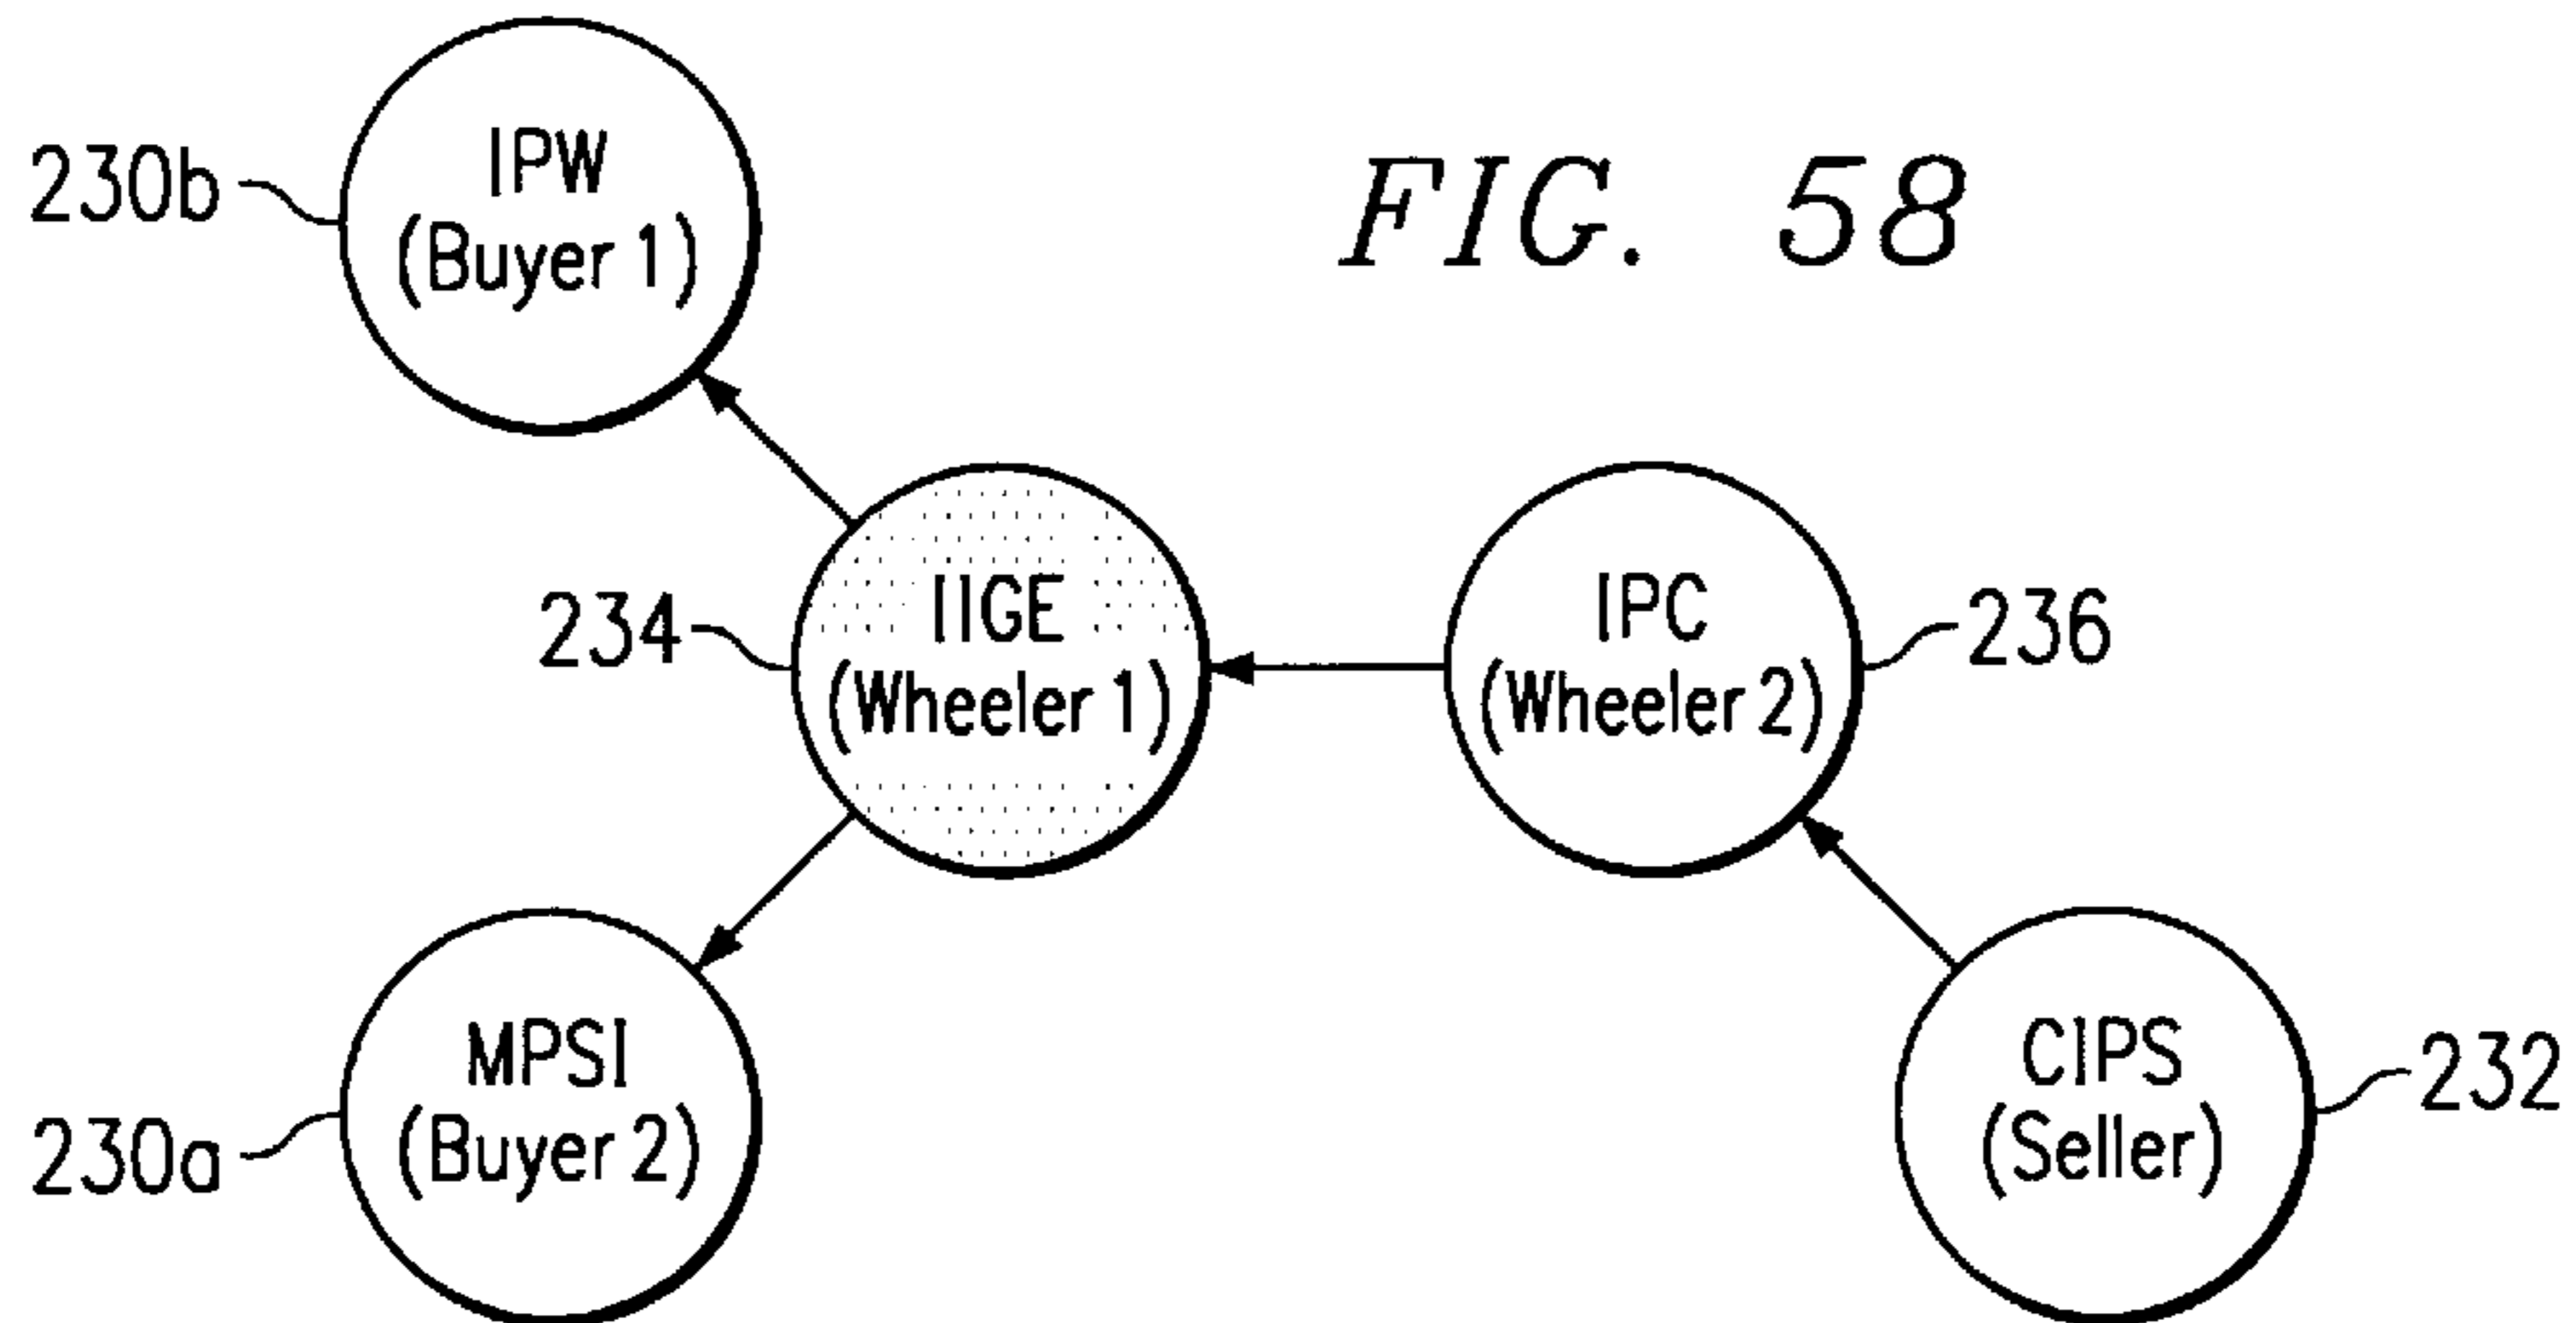 FIG. 58
230b
IPW
(Buyer 1)
234
IIGE
(Wheeler 1)
IPC
(Wheeler 2)
236
230a
MPSI
(Buyer 2)
CIPS
(Seller)
232